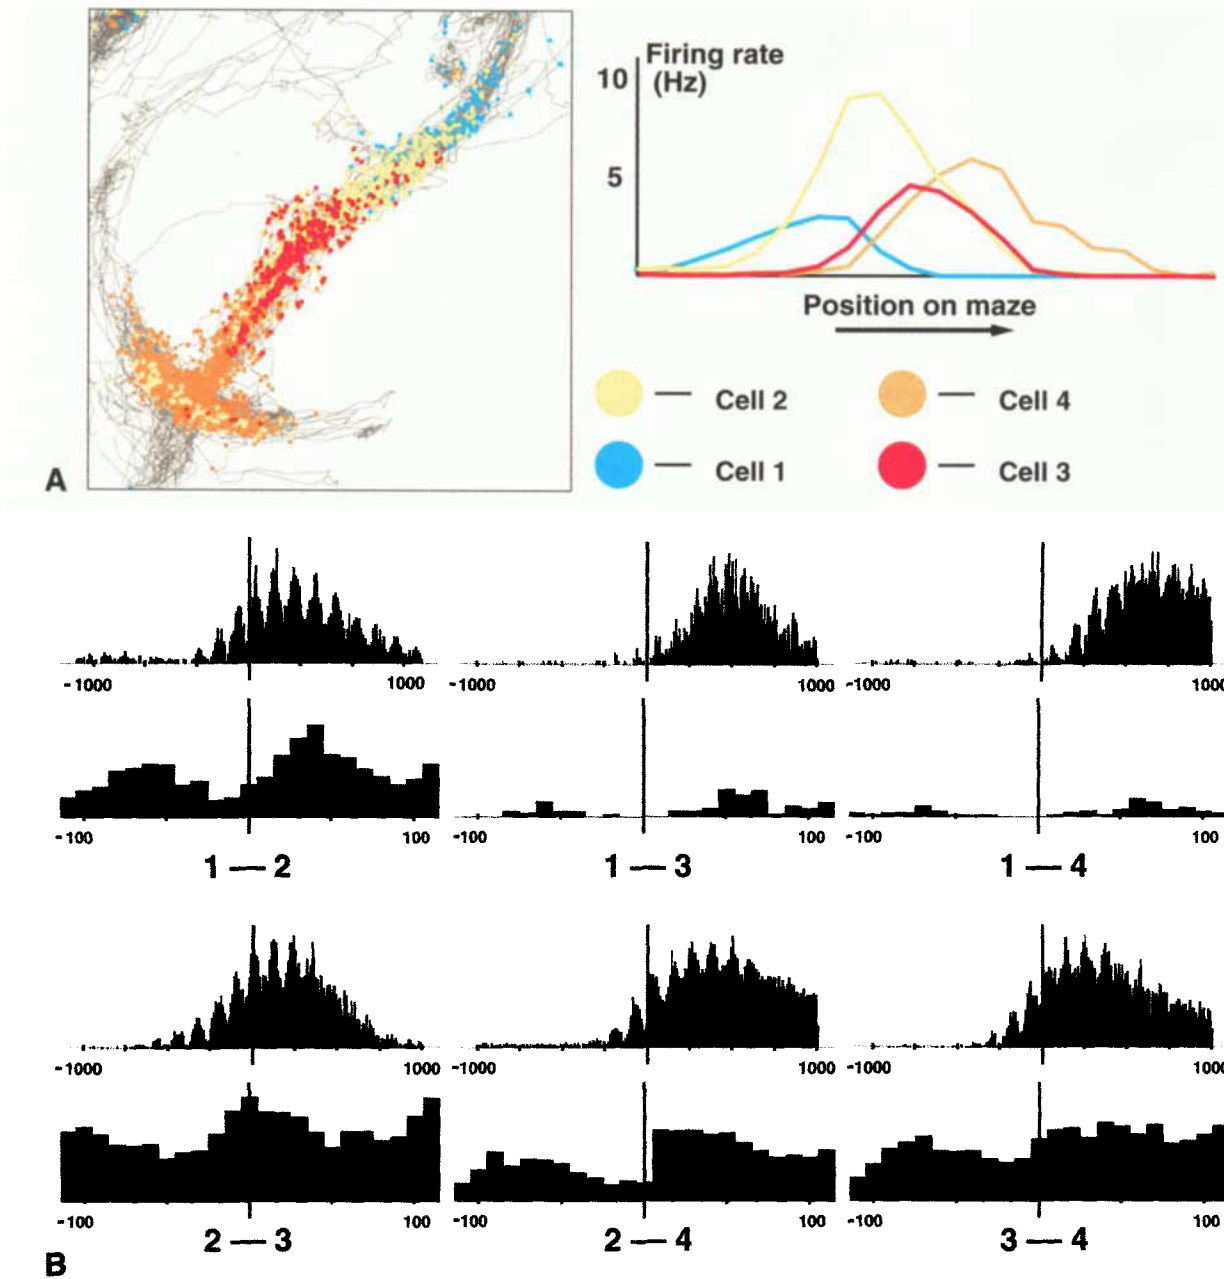 Firing rate
(Hz)
10
5
Position on maze
Cell 2
Cell 4
Cell 1
Cell 3
A
-1000 1000 -1000 1000 -1000 1000
-100 100 -100 100 -100 100
1 — 2 1 — 3 1 — 4
-1000 1000 -1000 1000 -1000 1000
-100 100 -100 100 -100 100
2 — 3 2 — 4 3 — 4
B